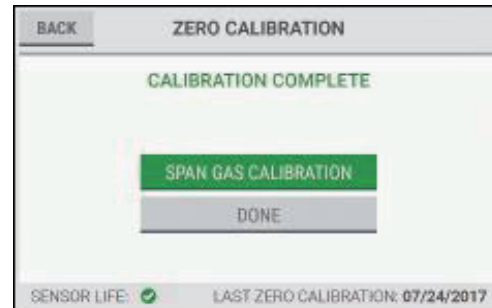 BACK
ZERO CALIBRATION
CALIBRATION COMPLETE
SPAN GAS CALIBRATION
DONE
SENSOR LIFE:
LAST ZERO CALIBRATION: 07/24/2017